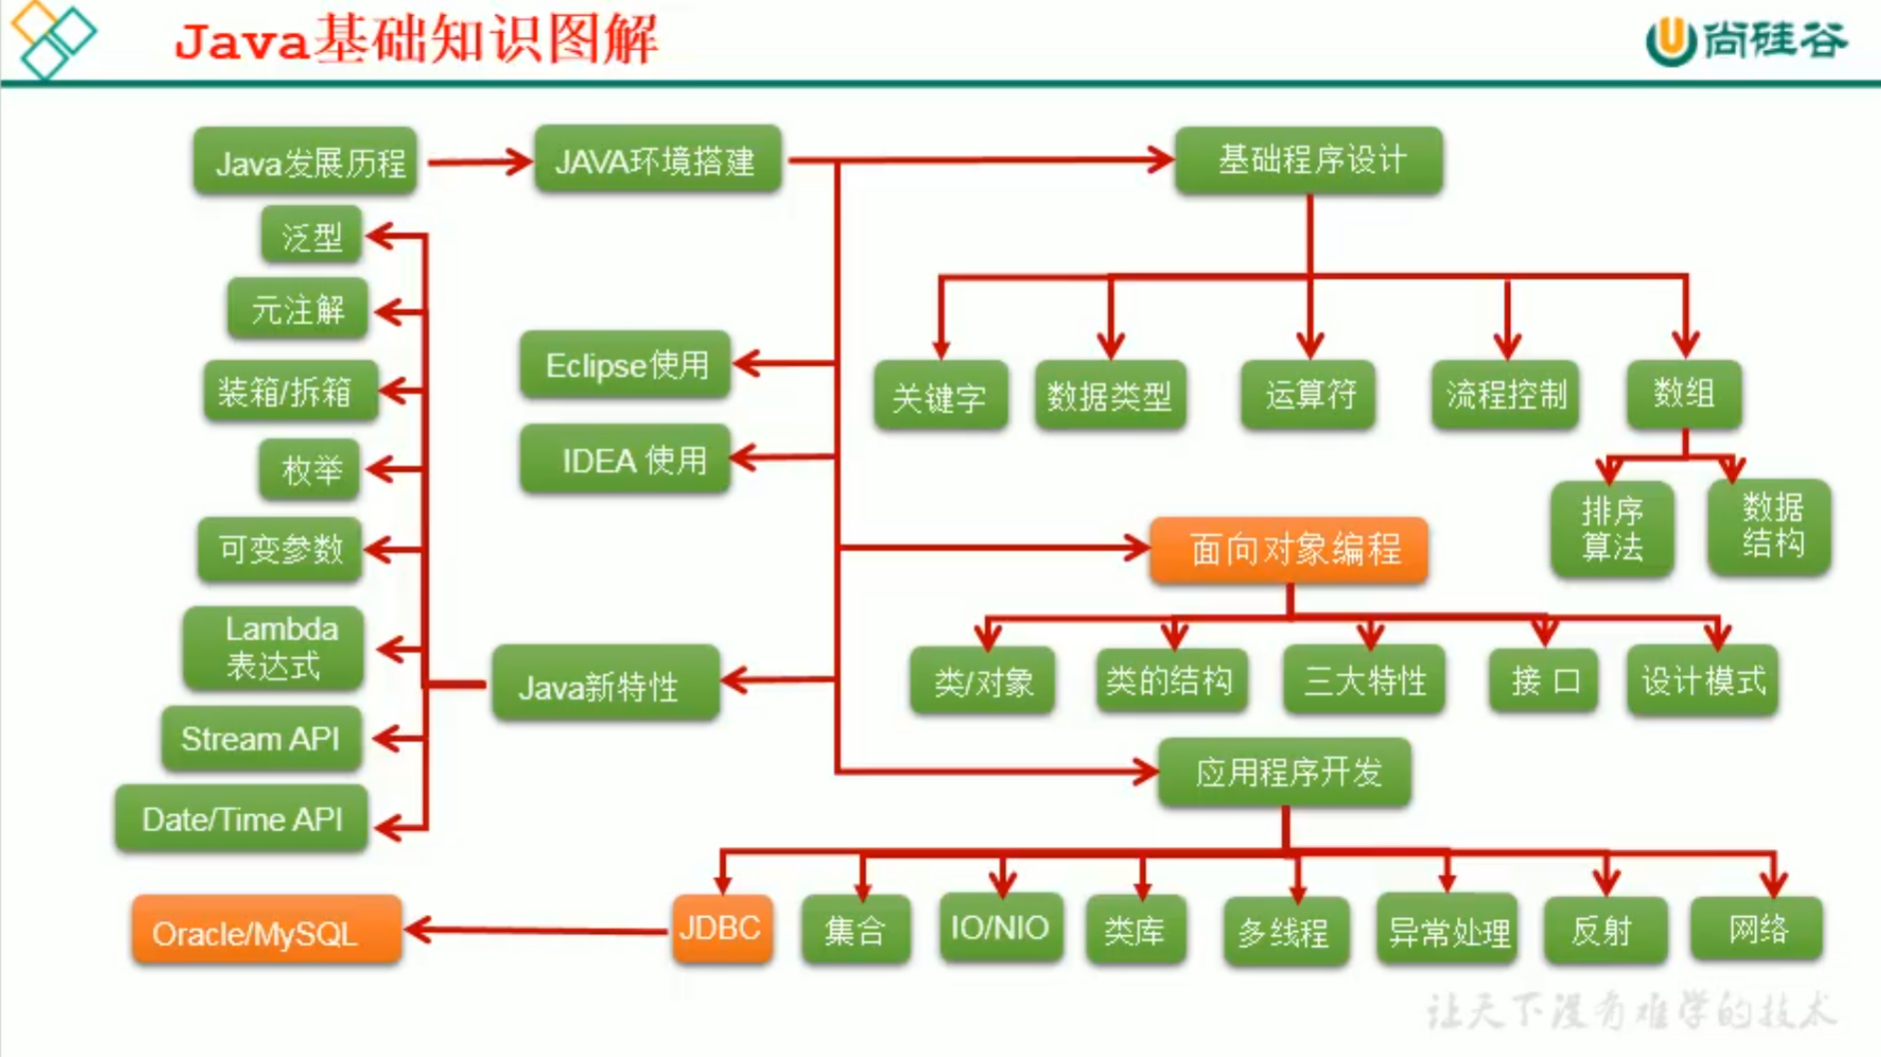 Java基础知识图解
尚硅谷
Java发展历程
JAVA环境搭建
基础程序设计
泛型
元注解
装箱/拆箱
枚举
可变参数
Lambda
表达式
Stream API
Date/Time API
Eclipse使用
IDEA 使用
Java新特性
关键字
数据类型
运算符
流程控制
数组
排序
算法
数据
结构
面向对象编程
类/对象
类的结构
三大特性
接 口
设计模式
应用程序开发
Oracle/MySQL
JDBC
集合
IO/NIO
类库
多线程
异常处理
反射
网络
让天下没有难学的技术